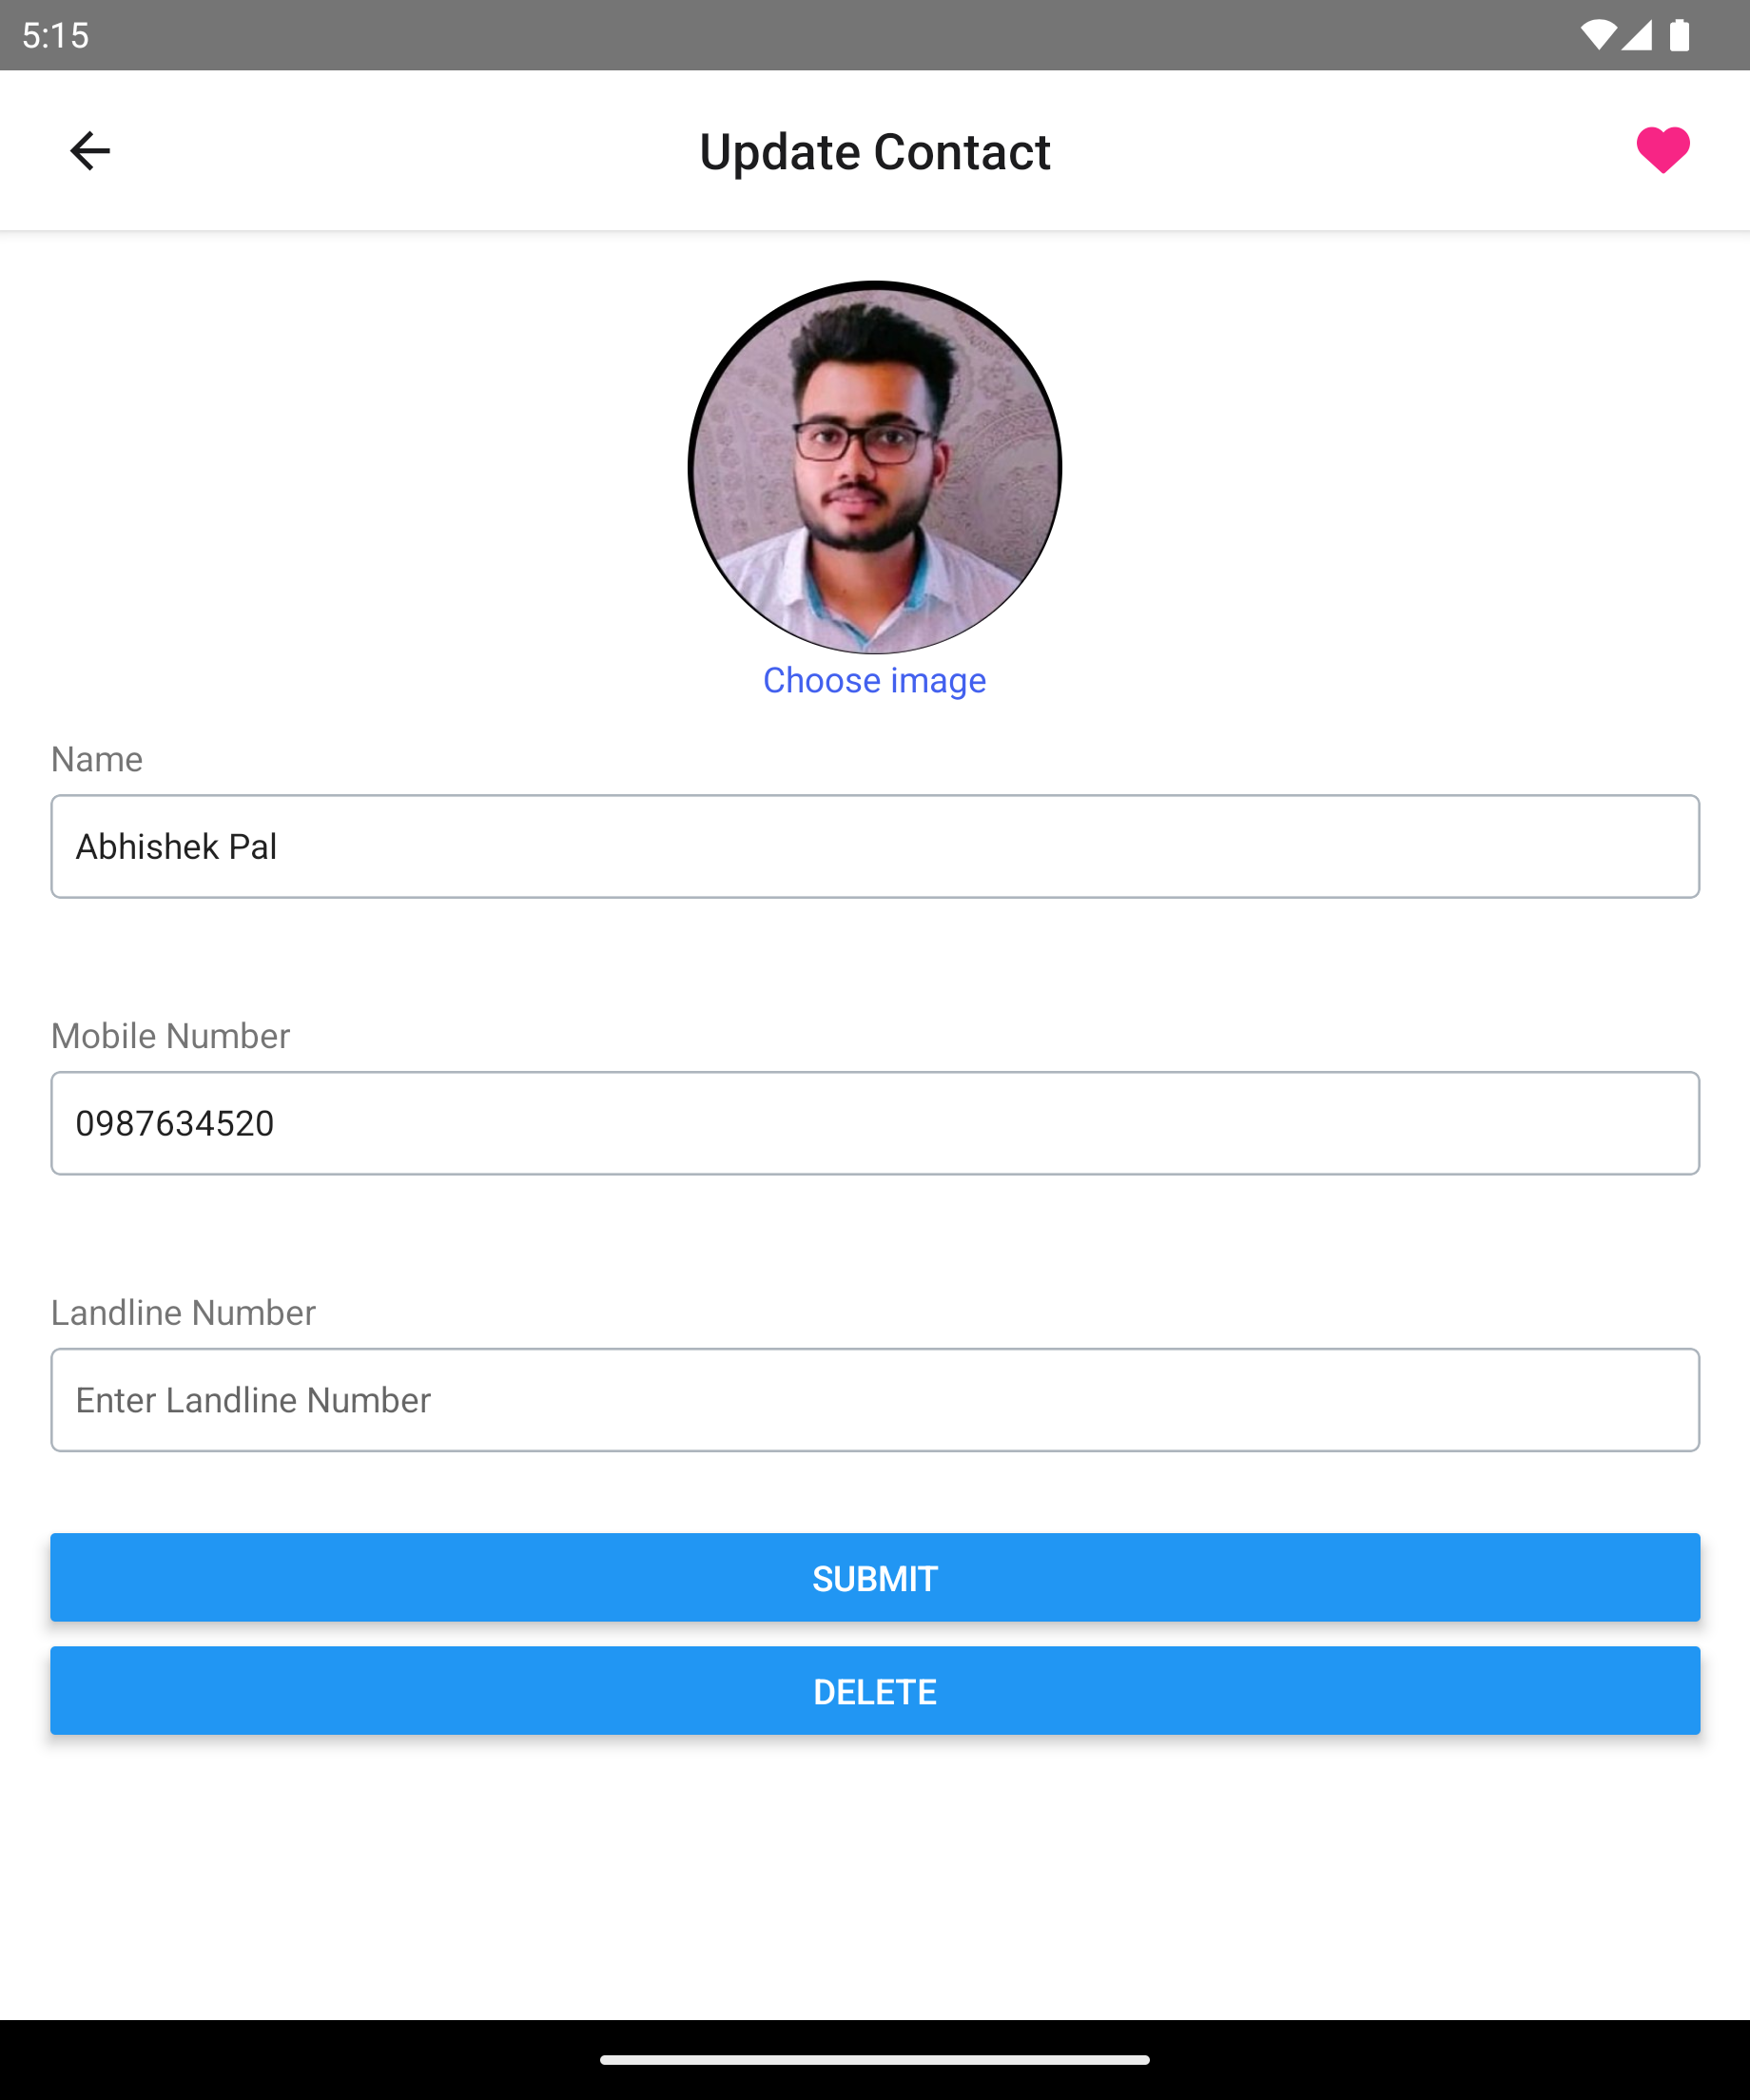 5:15
Update Contact
Choose image
Name
Abhishek Pal
Mobile Number
0987634520
Landline Number
Enter Landline Number
SUBMIT
DELETE